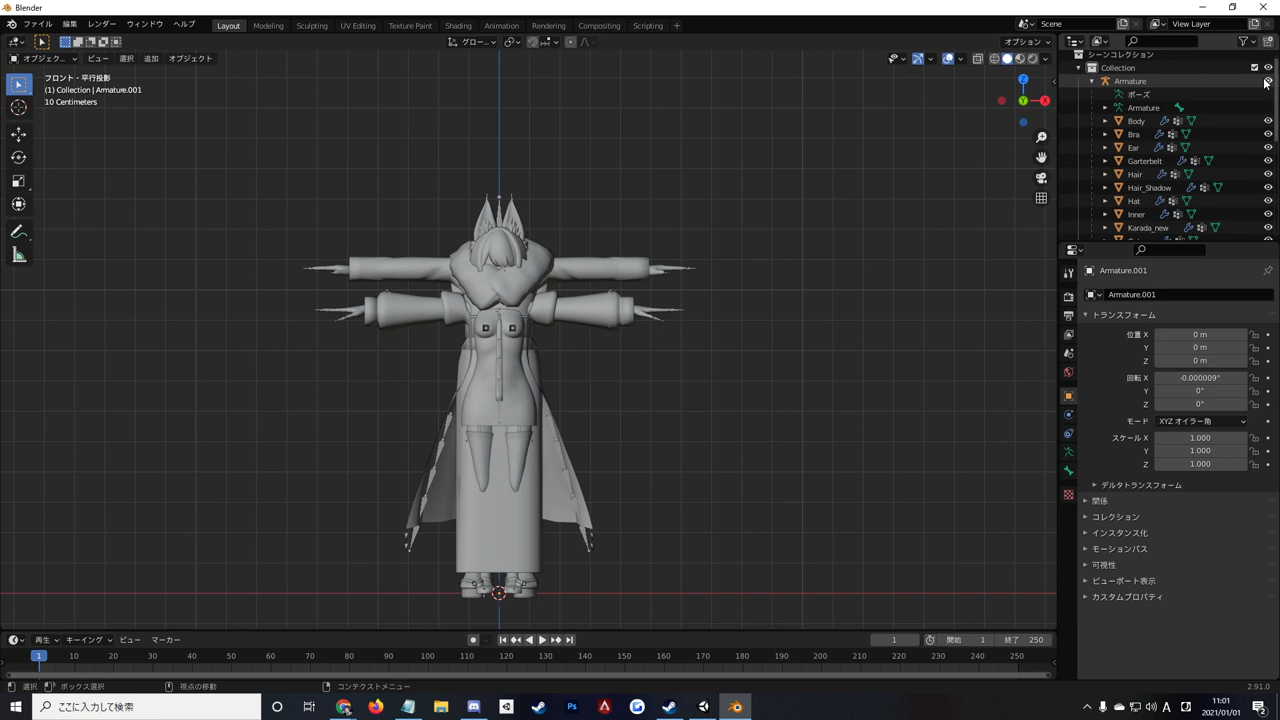 Blender
ファイル 編集 レンダー ウィンドウ ヘルプ Layout Modeling Sculpting UV Editing Texture Paint Shading Animation Rendering Compositing Scripting + Scene View Layer
グロー... オプション
オブジェク... ビュー 選択 追加 オブジェクト
フロント・平行投影
(1) Collection | Armature.001
10 Centimeters
Z
Y
X
シーンコレクション
Collection
Armature
ポーズ
Armature
Body
Bra
Ear
Garterbelt
Hair
Hair_Shadow
Hat
Inner
Karada_new
Armature.001
Armature.001
トランスフォーム
位置 X 0 m
Y 0 m
Z 0 m
回転 X -0.000009°
Y 0°
Z 0°
モード XYZ オイラー角
スケール X 1.000
Y 1.000
Z 1.000
デルタトランスフォーム
関係
コレクション
インスタンス化
モーションパス
可視性
ビューポート表示
カスタムプロパティ
再生 キーイング ビュー マーカー 1 開始 1 終了 250
1 10 20 30 40 50 60 70 80 90 100 110 120 130 140 150 160 170 180 190 200 210 220 230 240 250
選択 ボックス選択 視点の移動 コンテクストメニュー 2.91.0
ここに入力して検索 A 11:01
2021/01/01 2